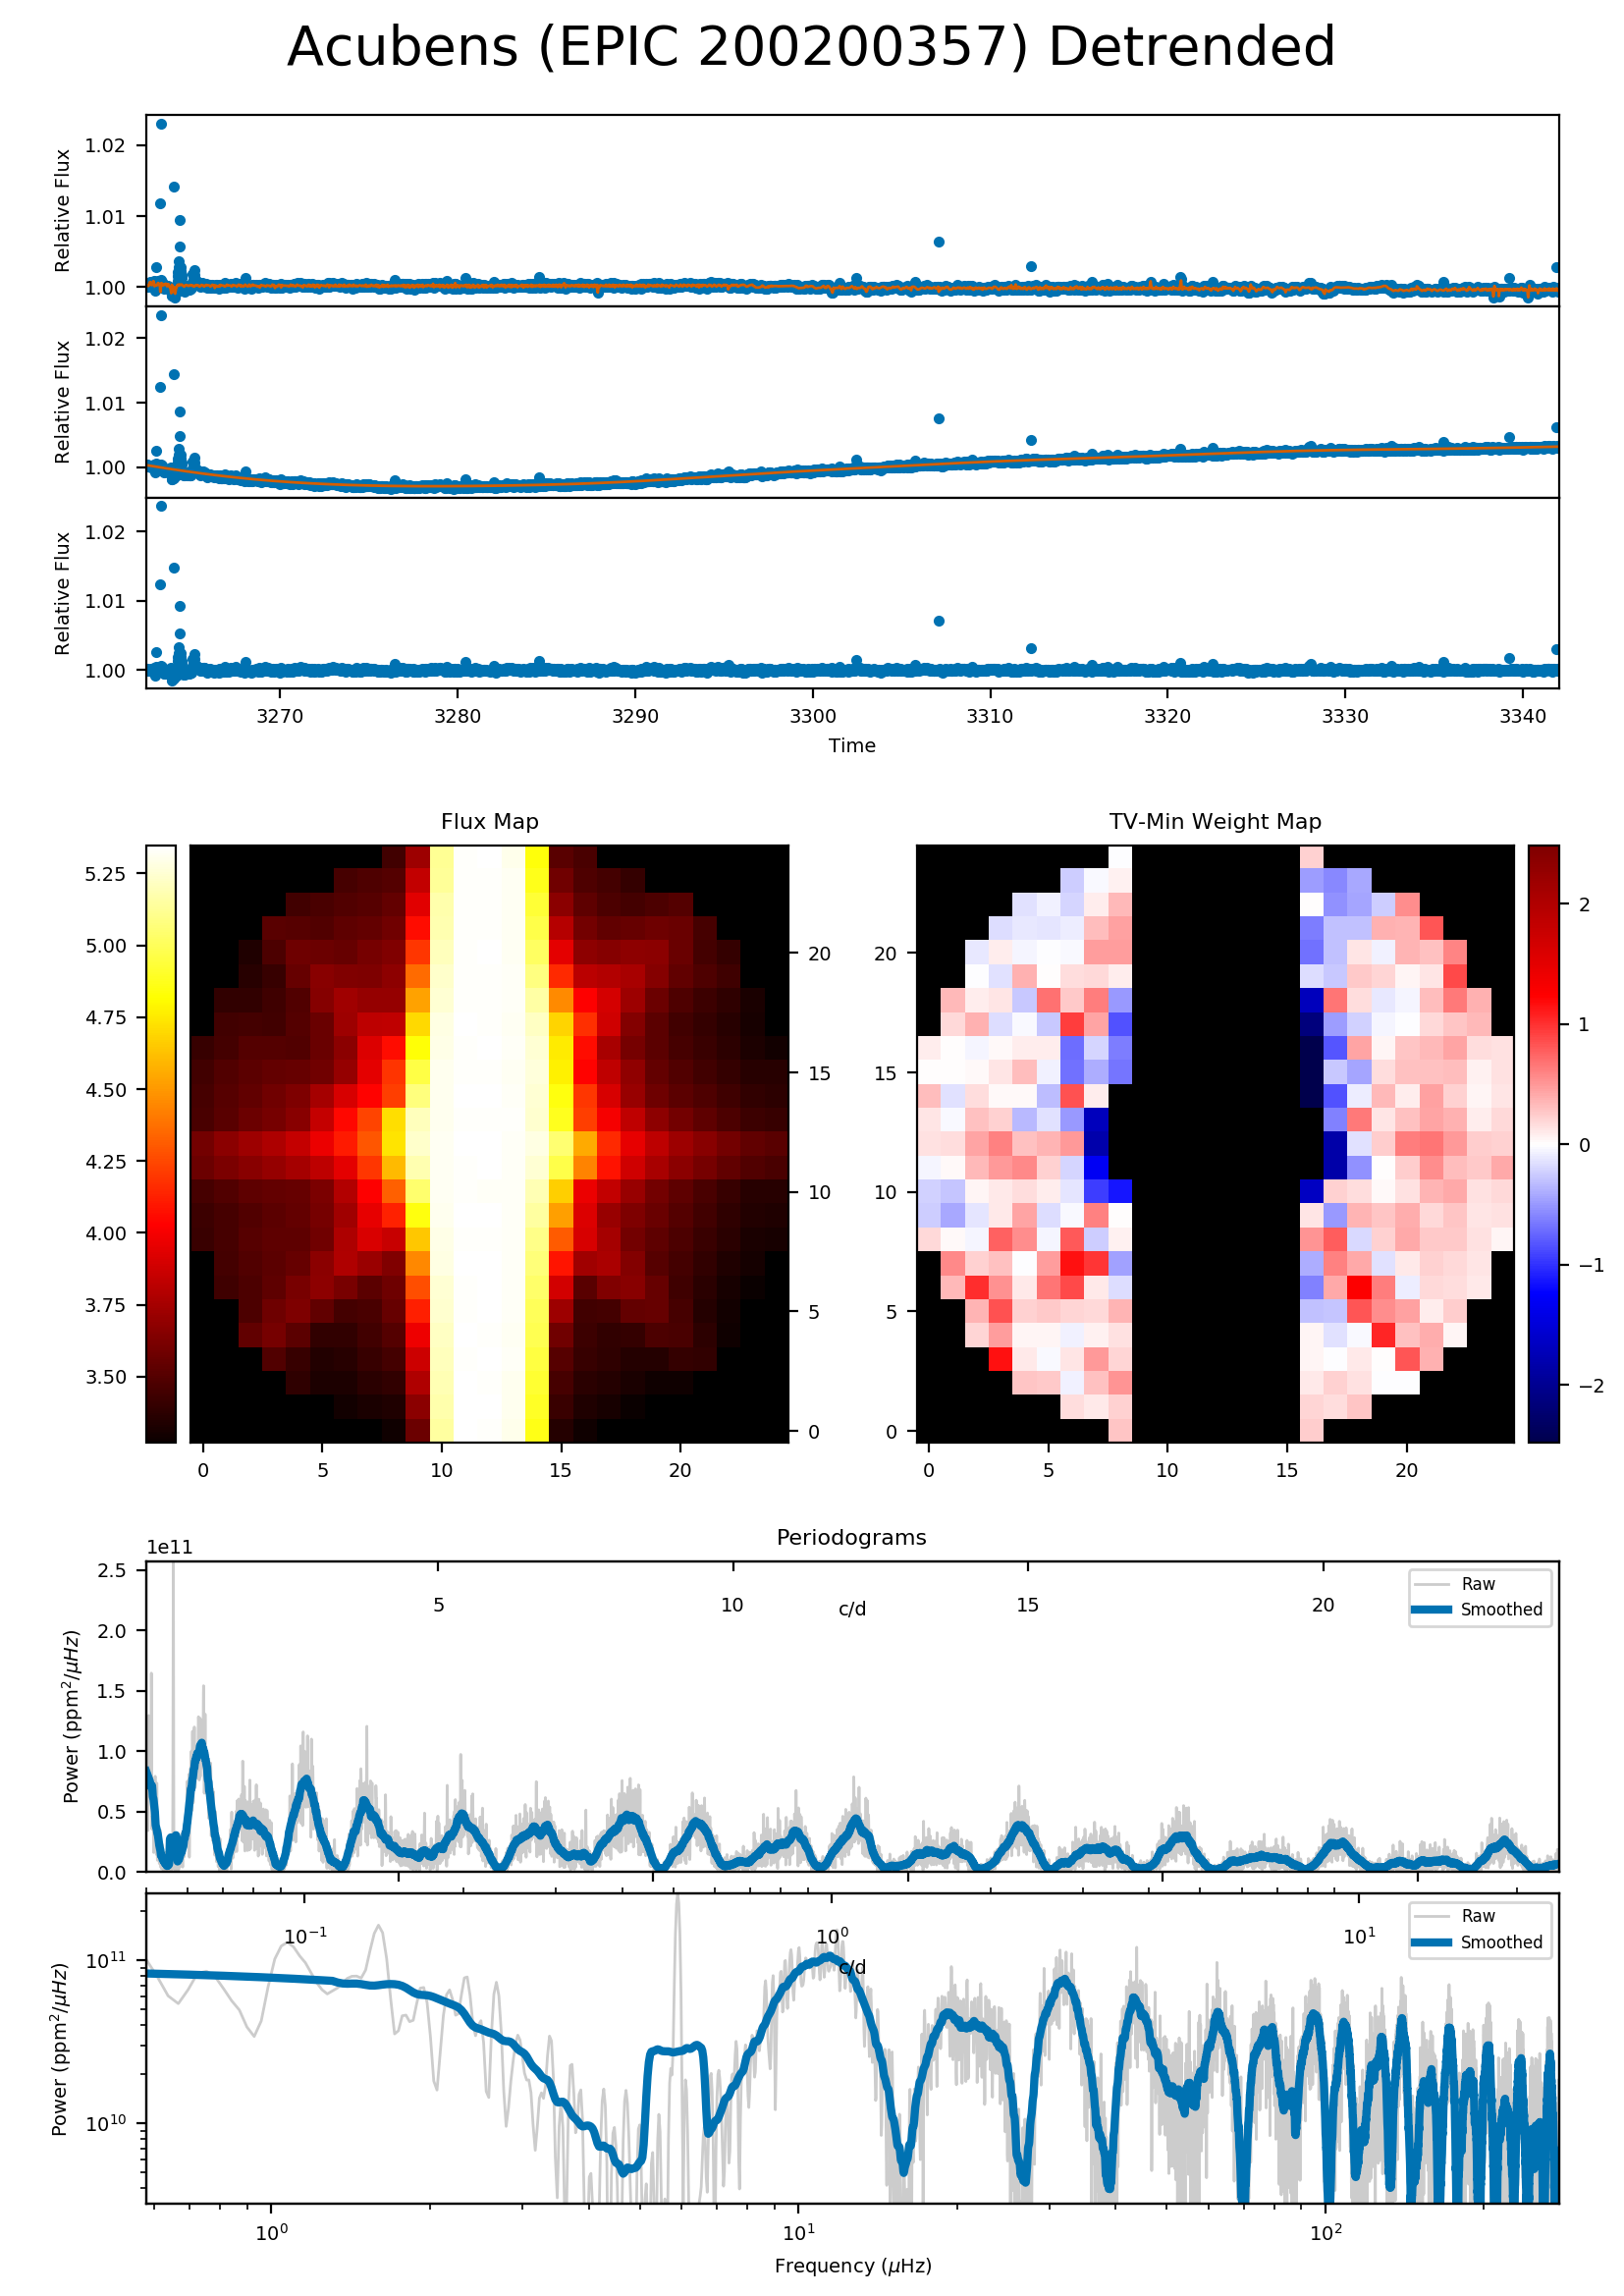 Acubens (EPIC 200200357) Detrended
1.02
1.01
1.00
Relative Flux
1.02
1.01
1.00
Relative Flux
1.02
1.01
1.00
Relative Flux
3270 3280 3290 3300 3310 3320 3330 3340
Time
Flux Map
5.25
5.00
4.75
4.50
4.25
4.00
3.75
3.50
20
15
10
5
0
0 5 10 15 20
TV-Min Weight Map
20
15
10
5
0
0 5 10 15 20
2
1
0
−1
−2
Periodograms
1e11
2.5
2.0
1.5
1.0
0.5
0.0
Power (ppm²/μHz)
5 10 15 20
c/d
Raw
Smoothed
10¹¹
10¹⁰
Power (ppm²/μHz)
10⁻¹ 10⁰ 10¹
c/d
Raw
Smoothed
10⁰ 10¹ 10²
Frequency (μHz)